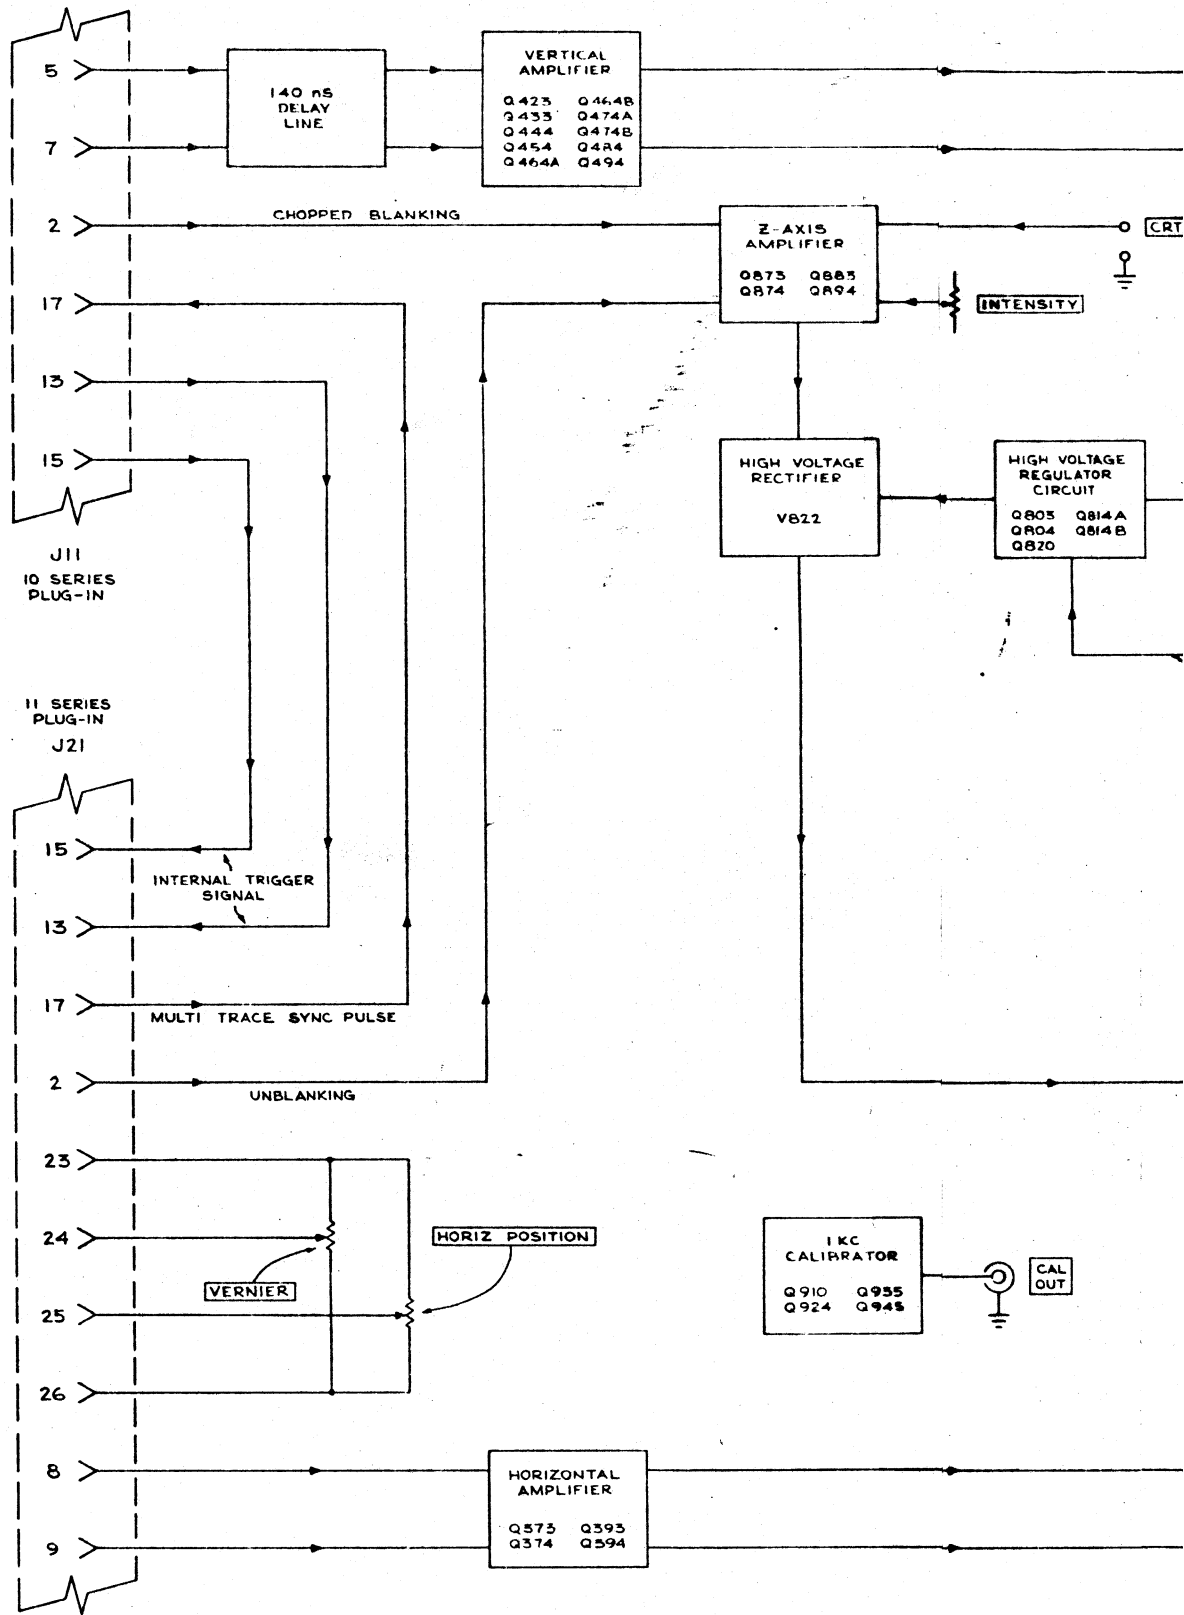 5
140 nS
DELAY
LINE
VERTICAL
AMPLIFIER
Q423 Q464B
Q433 Q474A
Q444 Q474B
Q454 Q484
Q464A Q494
7
2
CHOPPED BLANKING
Z-AXIS
AMPLIFIER
Q873 Q883
Q874 Q894
CRT
17
INTENSITY
13
15
HIGH VOLTAGE
RECTIFIER
V822
HIGH VOLTAGE
REGULATOR
CIRCUIT
Q803 Q814A
Q804 Q814B
Q820
J11
10 SERIES
PLUG-IN
11 SERIES
PLUG-IN
J21
15
INTERNAL TRIGGER
SIGNAL
13
17
MULTI TRACE SYNC PULSE
2
UNBLANKING
23
24
HORIZ POSITION
VERNIER
25
26
1 KC
CALIBRATOR
Q910 Q935
Q924 Q945
CAL
OUT
8
HORIZONTAL
AMPLIFIER
Q373 Q393
Q374 Q394
9